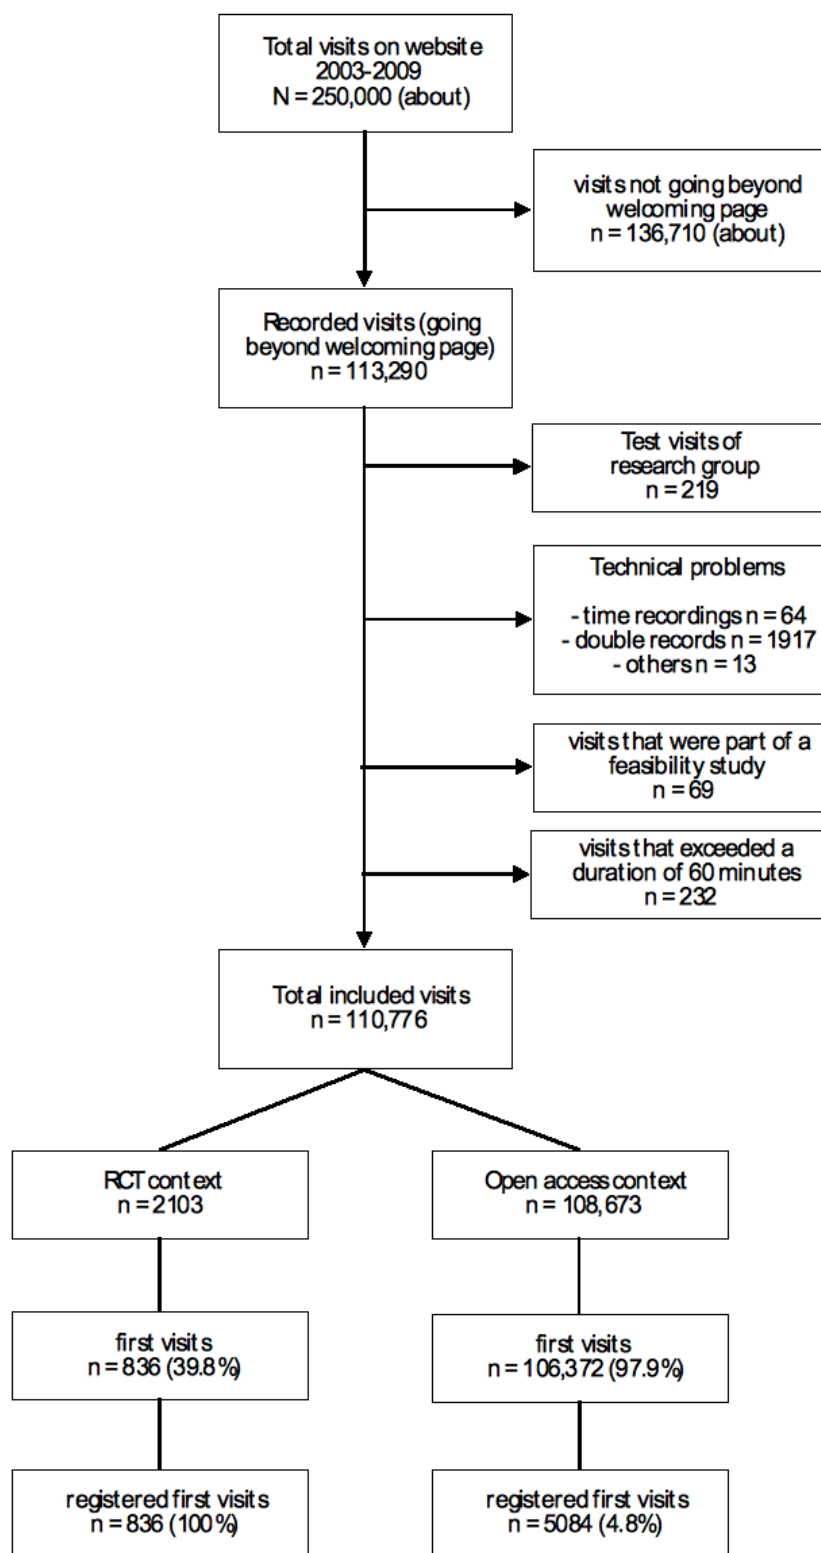 Total visits on website
2003-2009
N = 250,000 (about)
visits not going beyond
welcoming page
n = 136,710 (about)
Recorded visits (going
beyond welcoming page)
n = 113,290
Test visits of
research group
n = 219
Technical problems
- time recordings n = 64
- double records n = 1917
- others n = 13
visits that were part of a
feasibility study
n = 69
visits that exceeded a
duration of 60 minutes
n = 232
Total included visits
n = 110,776
RCT context
n = 2103
Open access context
n = 108,673
first visits
n = 836 (39.8%)
first visits
n = 106,372 (97.9%)
registered first visits
n = 836 (100%)
registered first visits
n = 5084 (4.8%)